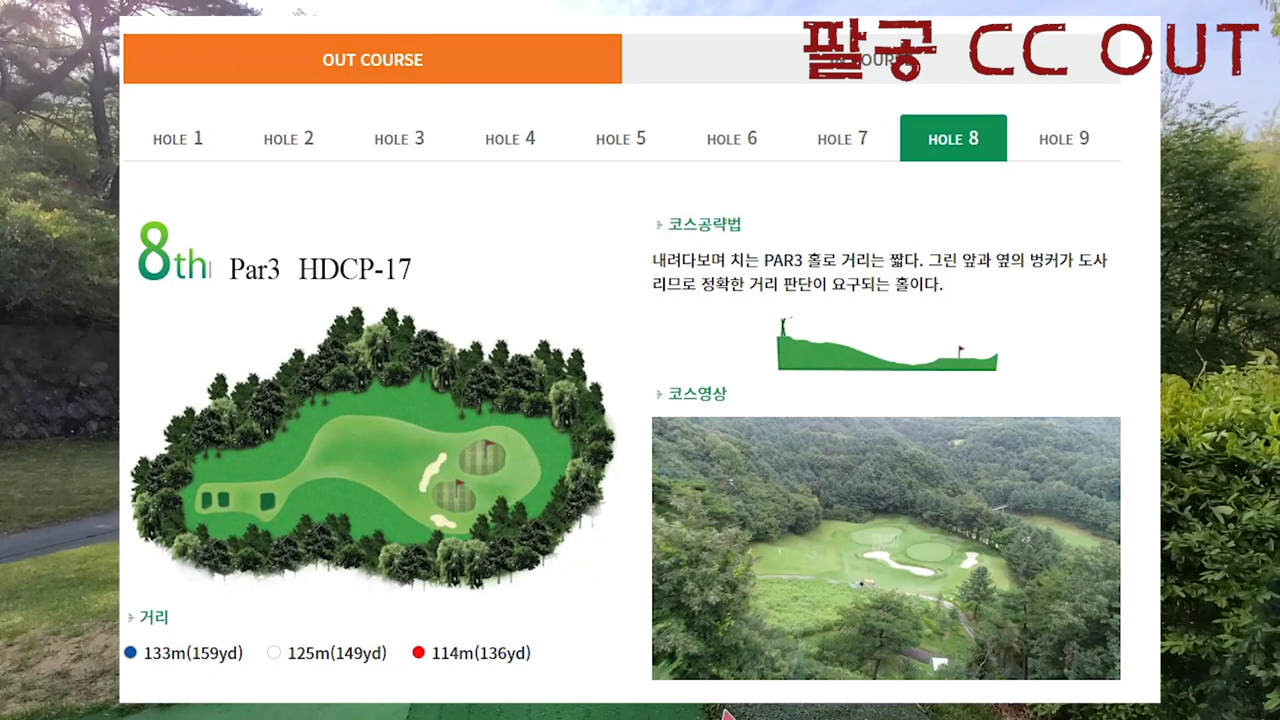 팔공 CC OUT
OUT COURSE
HOLE 1 HOLE 2 HOLE 3 HOLE 4 HOLE 5 HOLE 6 HOLE 7 HOLE 8 HOLE 9
8th Par3 HDCP-17
코스공략법
내려다보며 치는 PAR3 홀로 거리는 짧다. 그린 앞과 옆의 벙커가 도사
리므로 정확한 거리 판단이 요구되는 홀이다.
코스영상
거리
133m(159yd) 125m(149yd) 114m(136yd)